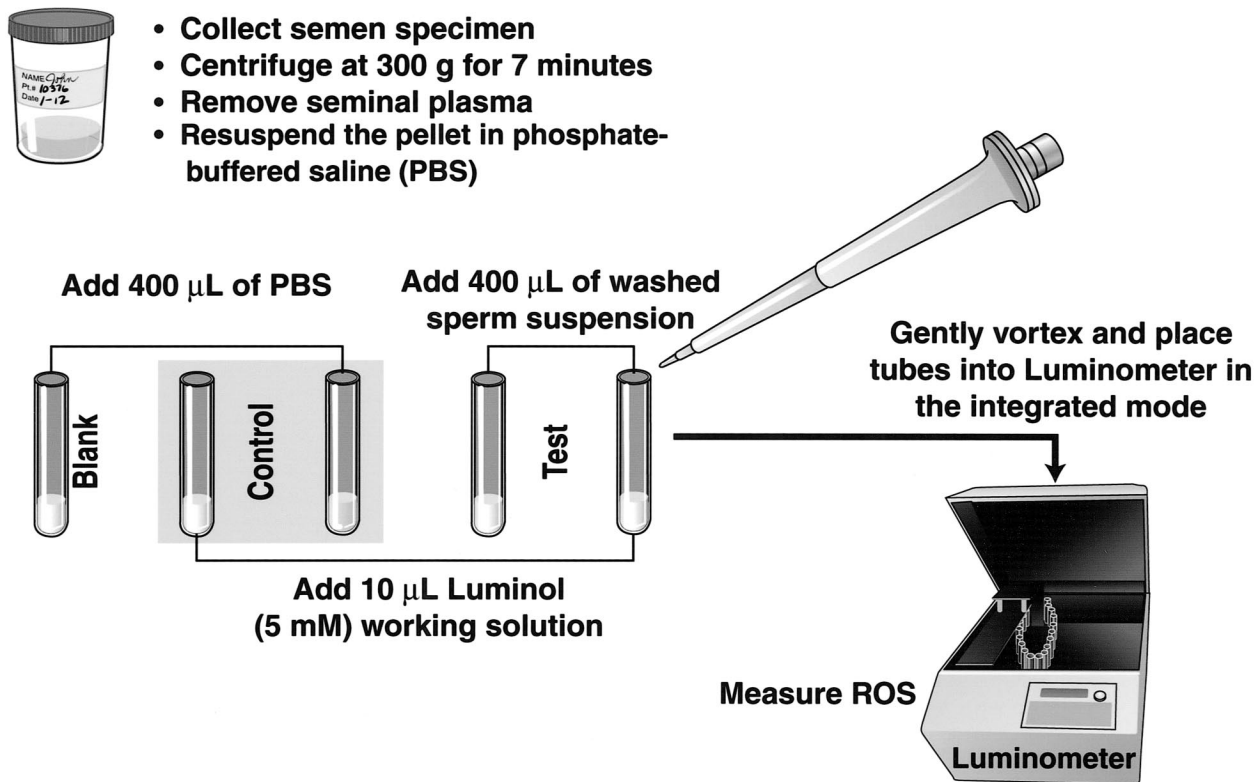 • Collect semen specimen
• Centrifuge at 300 g for 7 minutes
• Remove seminal plasma
• Resuspend the pellet in phosphate-
buffered saline (PBS)
NAME John
Pt.# 10376
Date 1-12
Add 400 μL of PBS
Add 400 μL of washed
sperm suspension
Gently vortex and place
tubes into Luminometer in
the integrated mode
Blank
Control
Test
Add 10 μL Luminol
(5 mM) working solution
Measure ROS
Luminometer